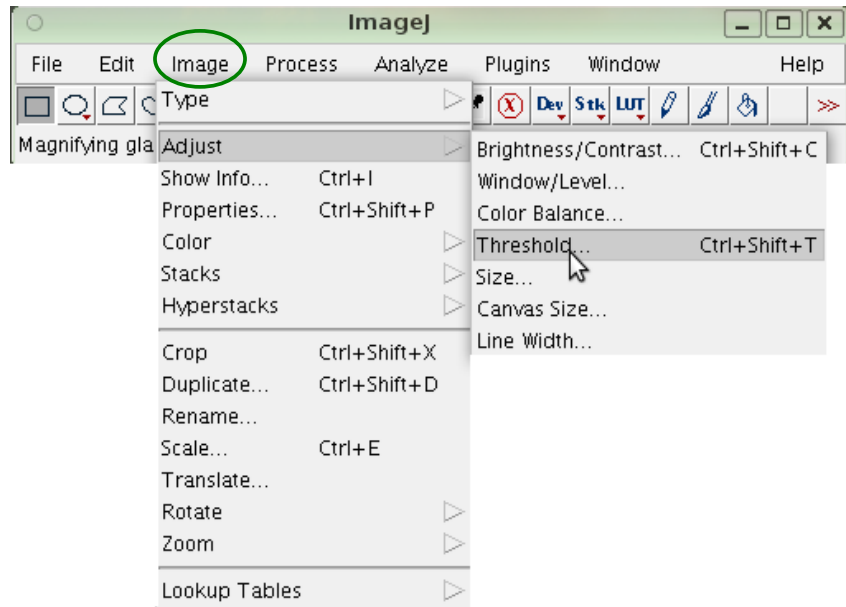 ImageJ
File Edit Image Process Analyze Plugins Window Help
Dev Stk LUT >>
Magnifying gla
Type
Adjust
Show Info... Ctrl+I
Properties... Ctrl+Shift+P
Color
Stacks
Hyperstacks
Crop Ctrl+Shift+X
Duplicate... Ctrl+Shift+D
Rename...
Scale... Ctrl+E
Translate...
Rotate
Zoom
Lookup Tables
Brightness/Contrast... Ctrl+Shift+C
Window/Level...
Color Balance...
Threshold... Ctrl+Shift+T
Size...
Canvas Size...
Line Width...